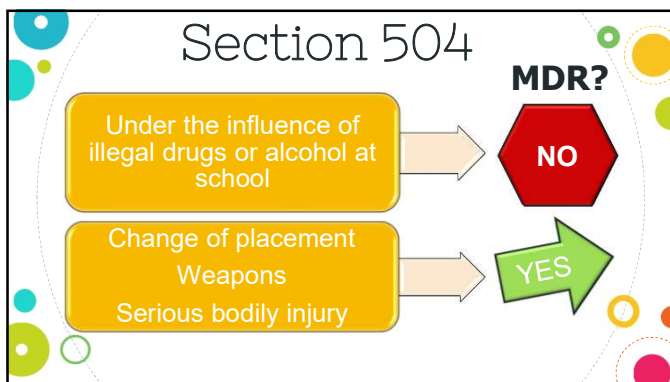 Section 504
MDR?
Under the influence of
illegal drugs or alcohol at
school
NO
Change of placement
Weapons
Serious bodily injury
YES